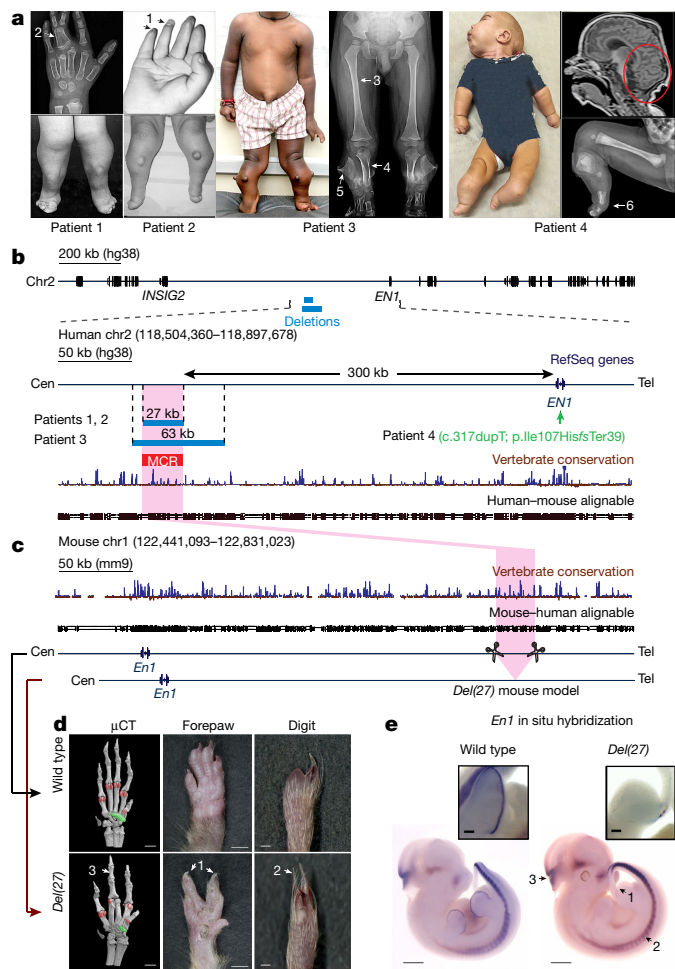 a
2
1
3
4
5
6
Patient 1
Patient 2
Patient 3
Patient 4
b
200 kb (hg38)
Chr2
INSIG2
EN1
Deletions
Human chr2 (118,504,360–118,897,678)
50 kb (hg38)
RefSeq genes
300 kb
Cen
Tel
EN1
27 kb
Patients 1, 2
63 kb
Patient 3
Patient 4 (c.317dupT; p.Ile107HisfsTer39)
MCR
Vertebrate conservation
Human–mouse alignable
c
Mouse chr1 (122,441,093–122,831,023)
50 kb (mm9)
Vertebrate conservation
Mouse–human alignable
Cen
Tel
En1
Cen
Tel
En1
Del(27) mouse model
d
µCT
Forepaw
Digit
Wild type
Del(27)
3
1
2
e
En1 in situ hybridization
Wild type
Del(27)
3
1
2